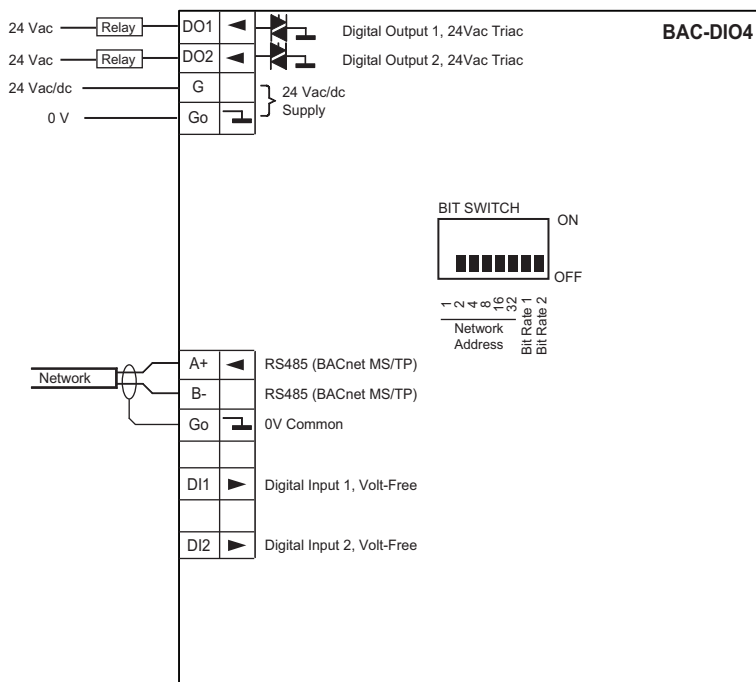 BAC-DIO4
24 Vac Relay DO1 Digital Output 1, 24Vac Triac
24 Vac Relay DO2 Digital Output 2, 24Vac Triac
24 Vac/dc G 24 Vac/dc
Supply
0 V Go
BIT SWITCH
ON
OFF
1 2 4 8 16 32 Bit Rate 1 Bit Rate 2
Network
Address
Network A+ RS485 (BACnet MS/TP)
B- RS485 (BACnet MS/TP)
Go 0V Common
DI1 Digital Input 1, Volt-Free
DI2 Digital Input 2, Volt-Free